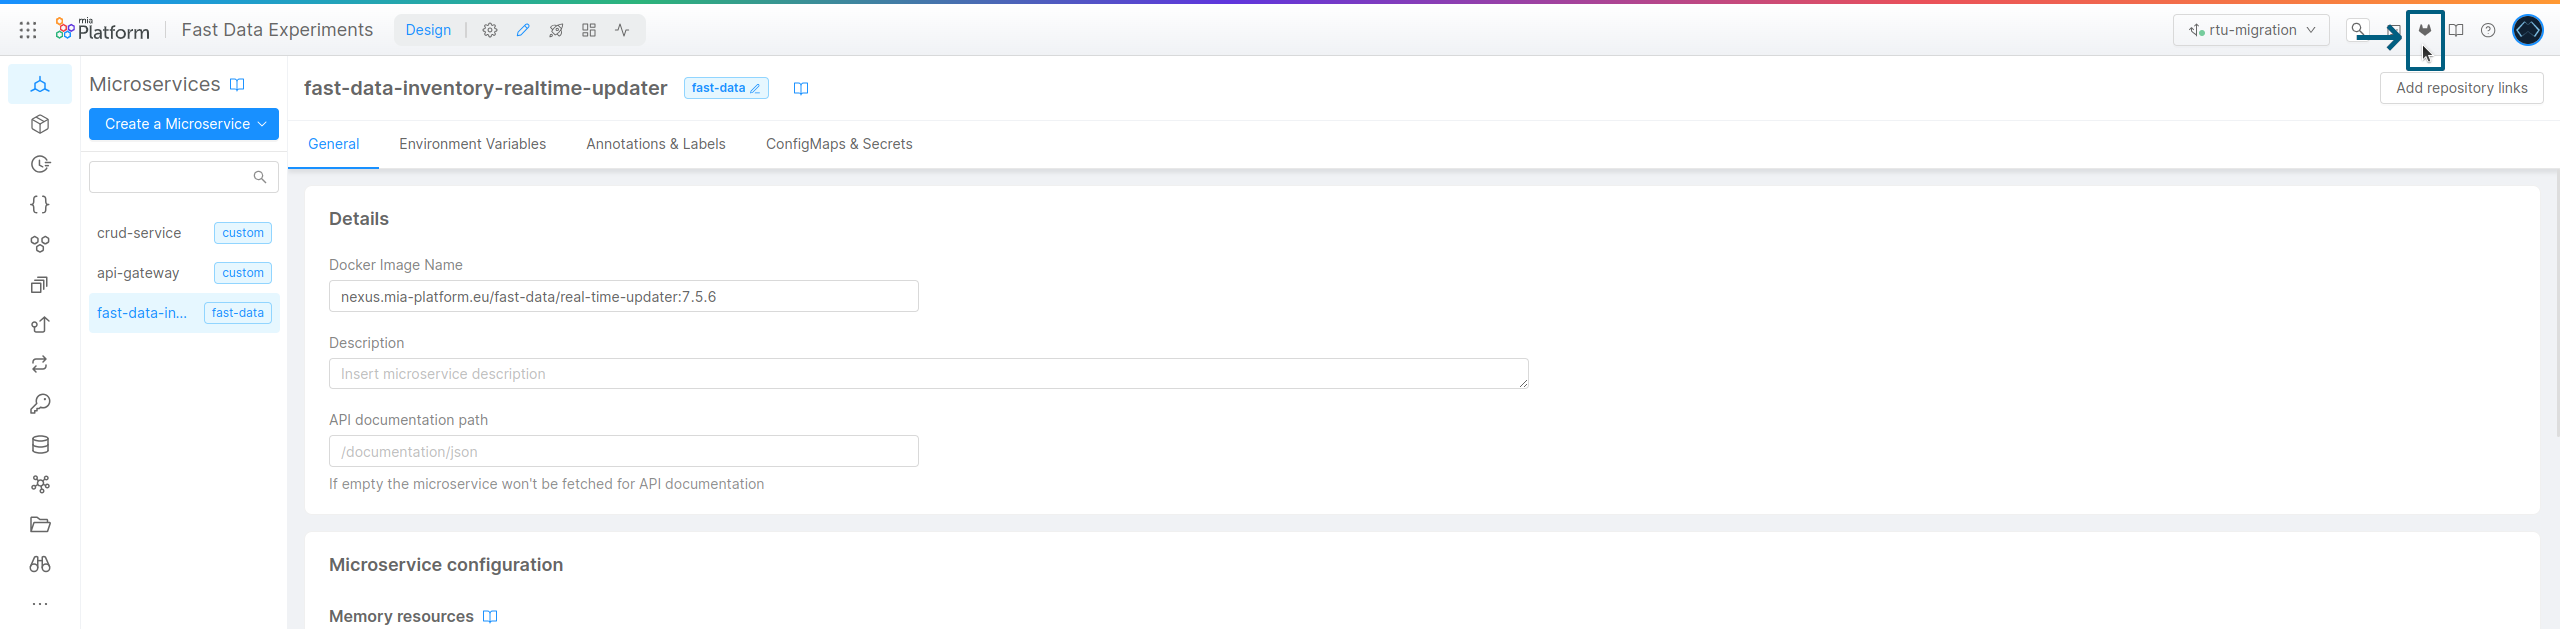 mia Platform
Fast Data Experiments
Design
rtu-migration
Microservices
Create a Microservice
crud-service custom
api-gateway custom
fast-data-in... fast-data
fast-data-inventory-realtime-updater fast-data
Add repository links
General Environment Variables Annotations & Labels ConfigMaps & Secrets
Details
Docker Image Name
nexus.mia-platform.eu/fast-data/real-time-updater:7.5.6
Description
Insert microservice description
API documentation path
/documentation/json
If empty the microservice won't be fetched for API documentation
Microservice configuration
Memory resources